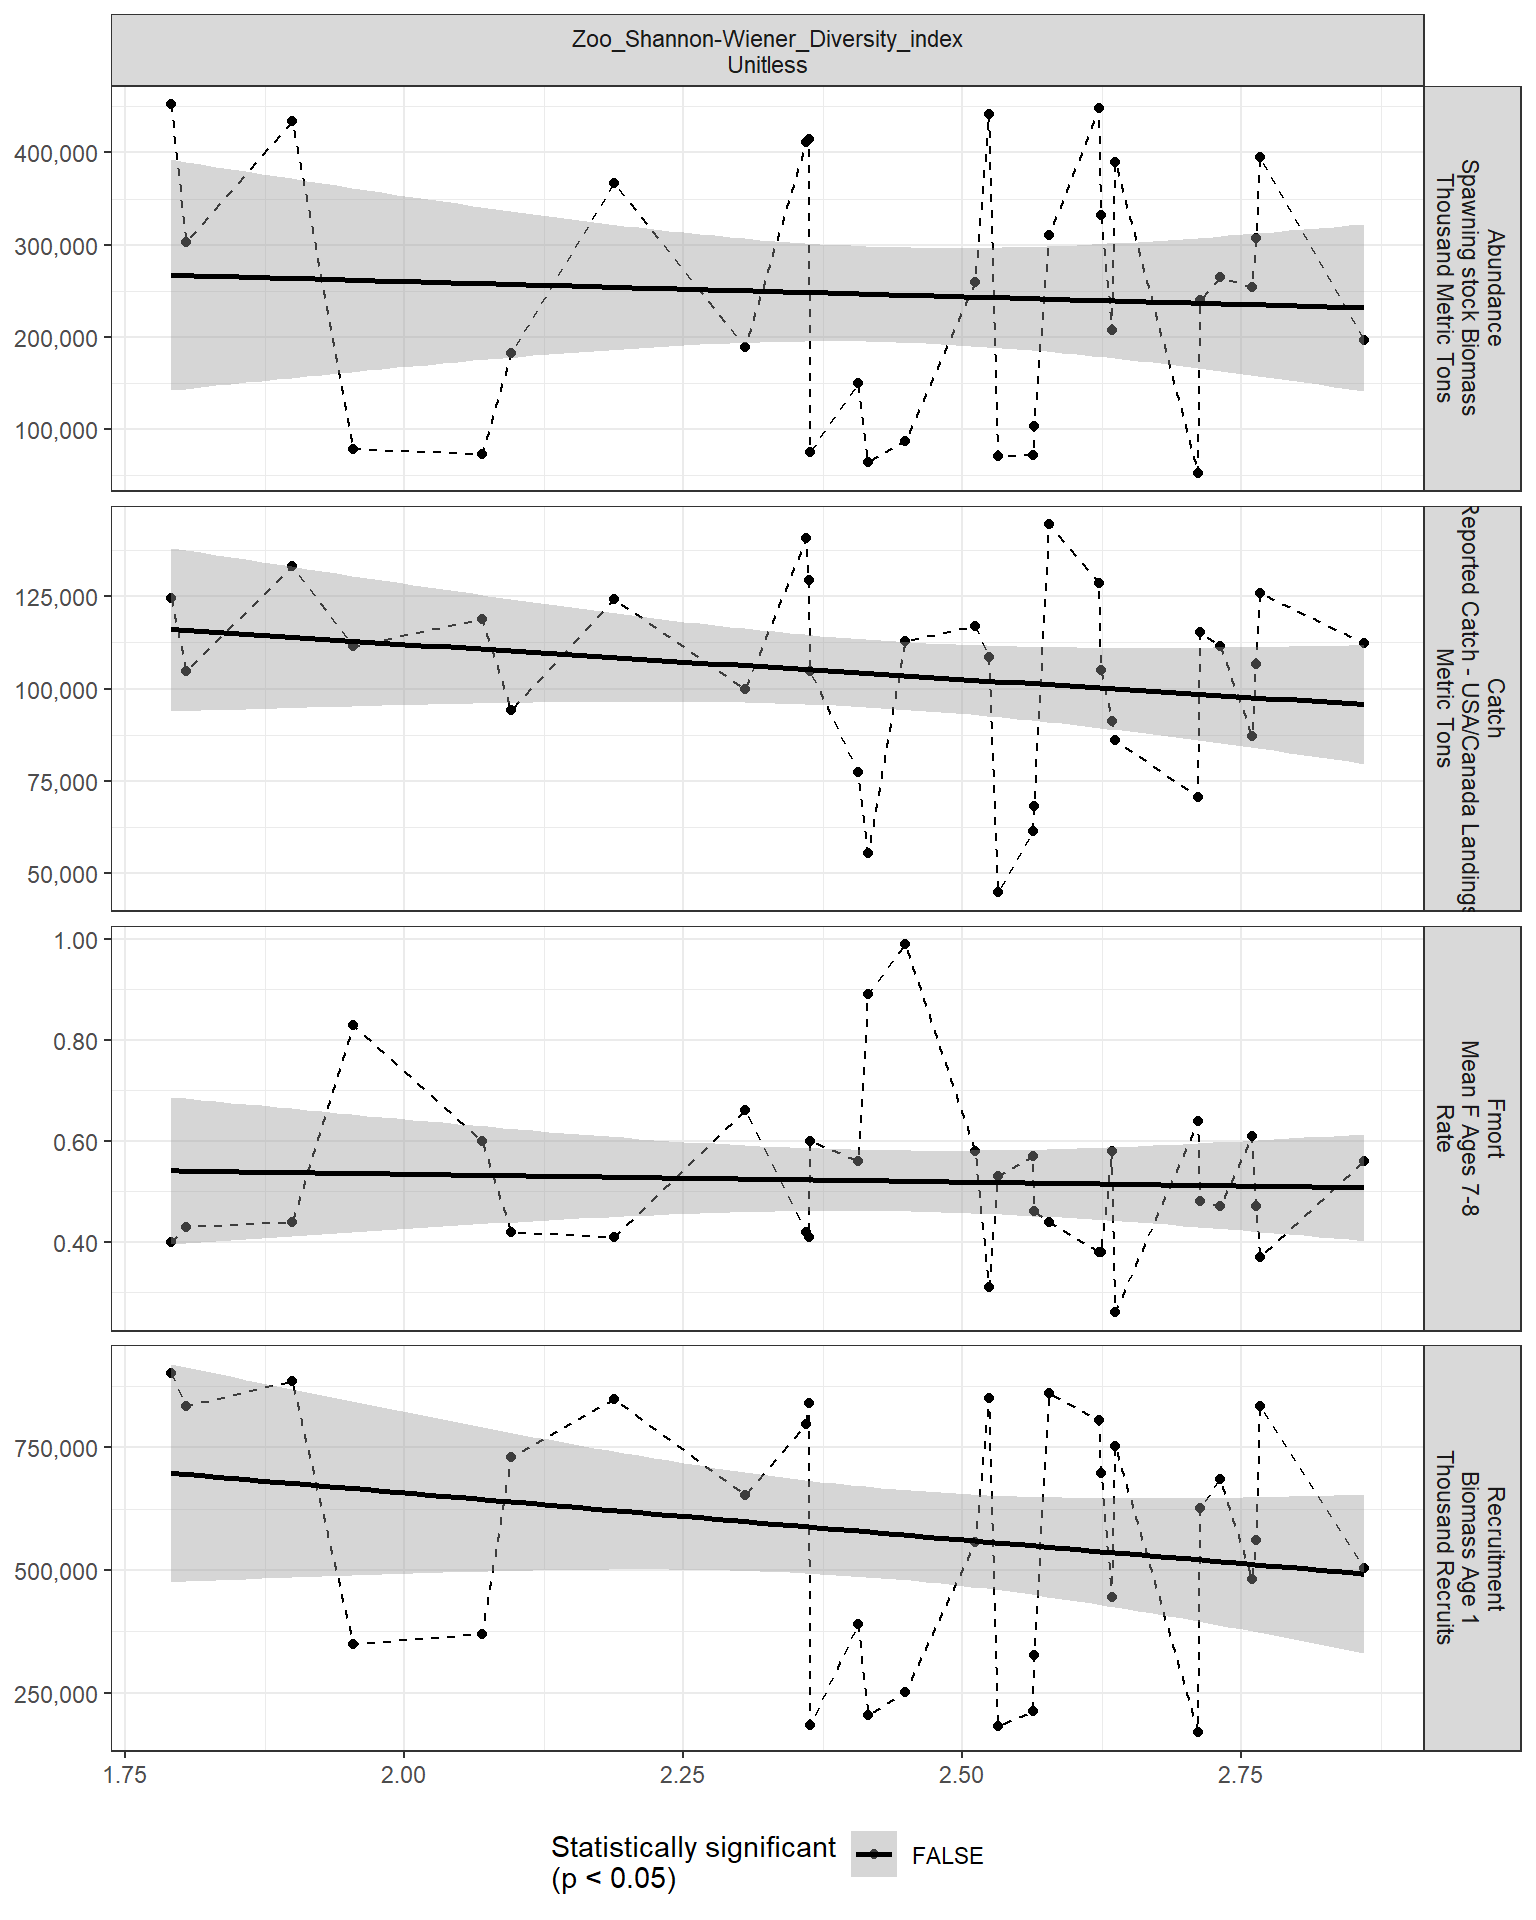 Zoo_Shannon-Wiener_Diversity_index
Unitless
400,000
300,000
200,000
100,000
Abundance
Spawning stock Biomass
Thousand Metric Tons
125,000
100,000
75,000
50,000
Catch
Reported Catch - USA/Canada Landings
Metric Tons
1.00
0.80
0.60
0.40
Fmort
Mean F Ages 7-8
Rate
750,000
500,000
250,000
Recruitment
Biomass Age 1
Thousand Recruits
1.75 2.00 2.25 2.50 2.75
Statistically significant
(p < 0.05)
FALSE